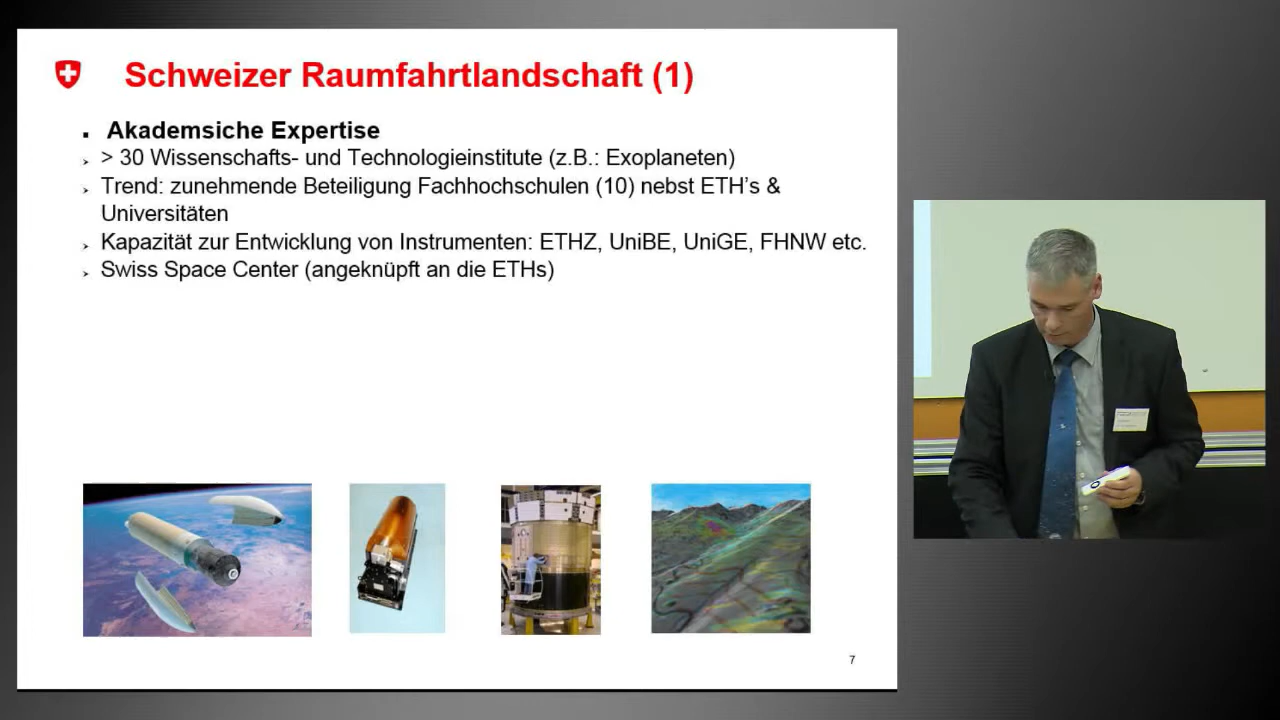 Schweizer Raumfahrtlandschaft (1)
▪ Akademsiche Expertise
➢ > 30 Wissenschafts- und Technologieinstitute (z.B.: Exoplaneten)
➢ Trend: zunehmende Beteiligung Fachhochschulen (10) nebst ETH's &
Universitäten
➢ Kapazität zur Entwicklung von Instrumenten: ETHZ, UniBE, UniGE, FHNW etc.
➢ Swiss Space Center (angeknüpft an die ETHs)
7